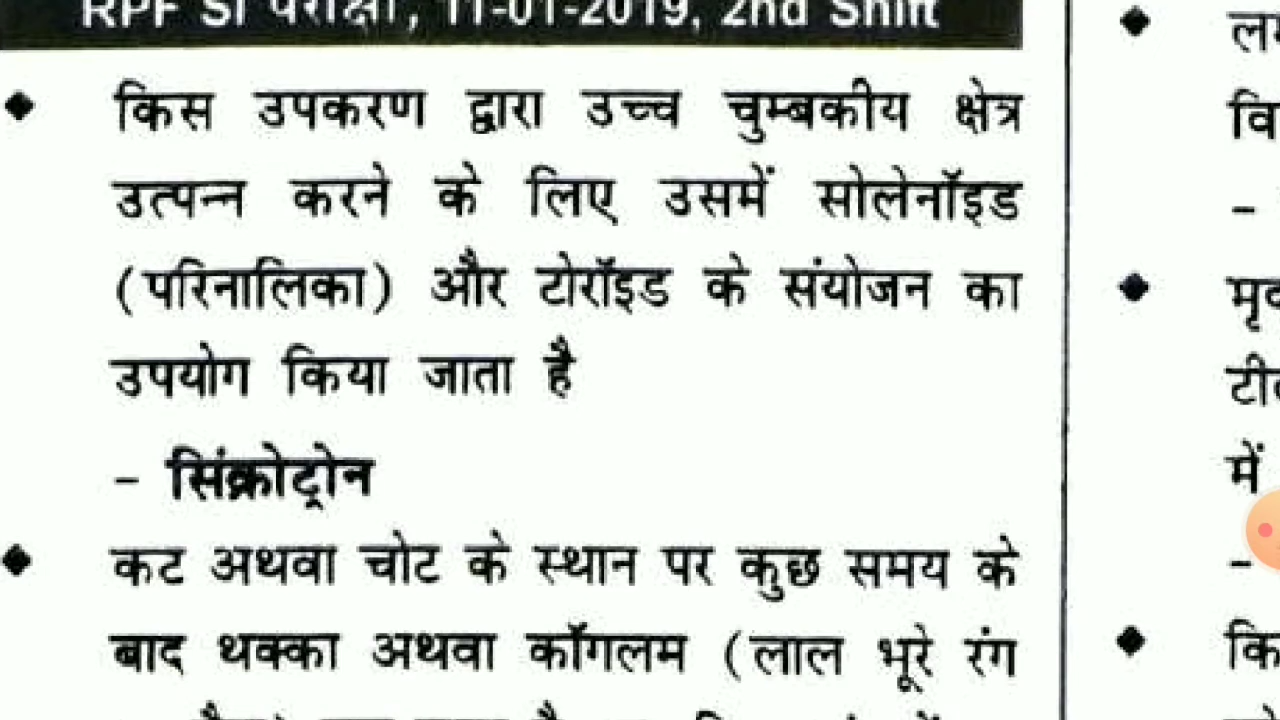 RPF SI परीक्षा, 11-01-2019, 2nd Shift
◆ किस उपकरण द्वारा उच्च चुम्बकीय क्षेत्र
उत्पन्न करने के लिए उसमें सोलेनॉइड
(परिनालिका) और टोरॉइड के संयोजन का
उपयोग किया जाता है
– सिंक्रोट्रोन
◆ कट अथवा चोट के स्थान पर कुछ समय के
बाद थक्का अथवा कॉगलम (लाल भूरे रंग
◆
वि
–
◆
में
–
◆ कि